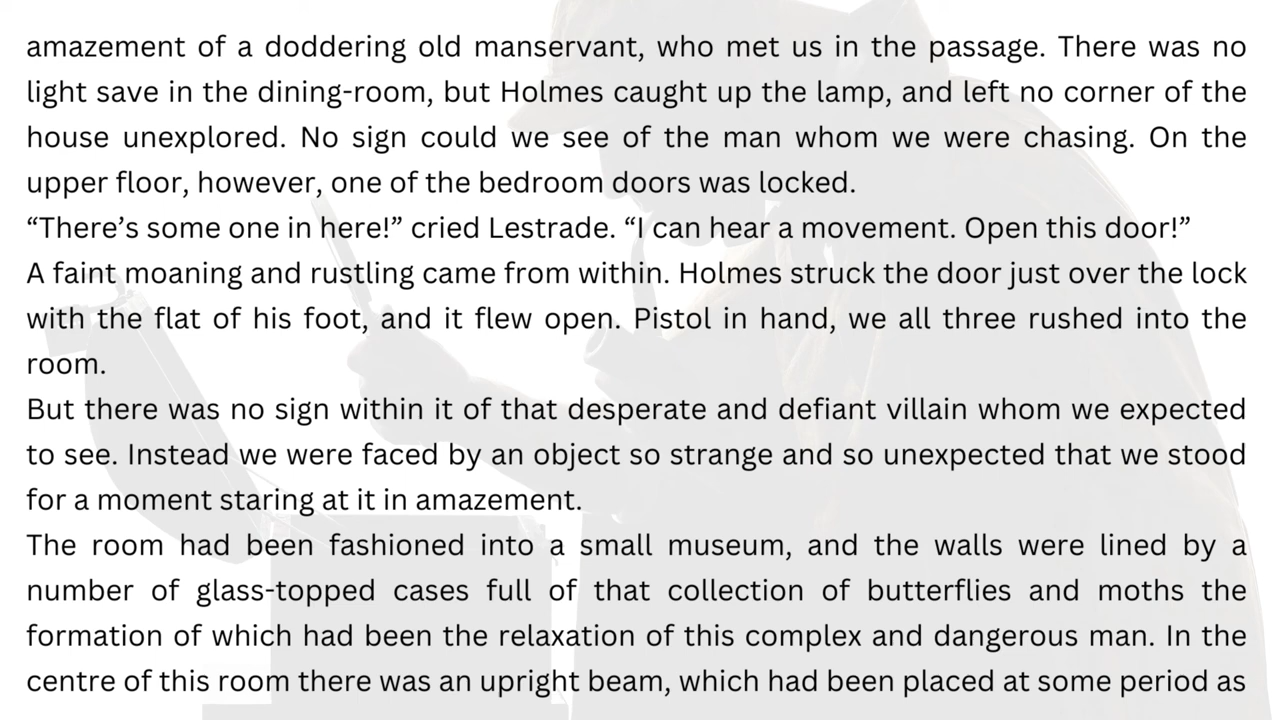 amazement of a doddering old manservant, who met us in the passage. There was no
light save in the dining-room, but Holmes caught up the lamp, and left no corner of the
house unexplored. No sign could we see of the man whom we were chasing. On the
upper floor, however, one of the bedroom doors was locked.
“There’s some one in here!” cried Lestrade. “I can hear a movement. Open this door!”
A faint moaning and rustling came from within. Holmes struck the door just over the lock
with the flat of his foot, and it flew open. Pistol in hand, we all three rushed into the
room.
But there was no sign within it of that desperate and defiant villain whom we expected
to see. Instead we were faced by an object so strange and so unexpected that we stood
for a moment staring at it in amazement.
The room had been fashioned into a small museum, and the walls were lined by a
number of glass-topped cases full of that collection of butterflies and moths the
formation of which had been the relaxation of this complex and dangerous man. In the
centre of this room there was an upright beam, which had been placed at some period as